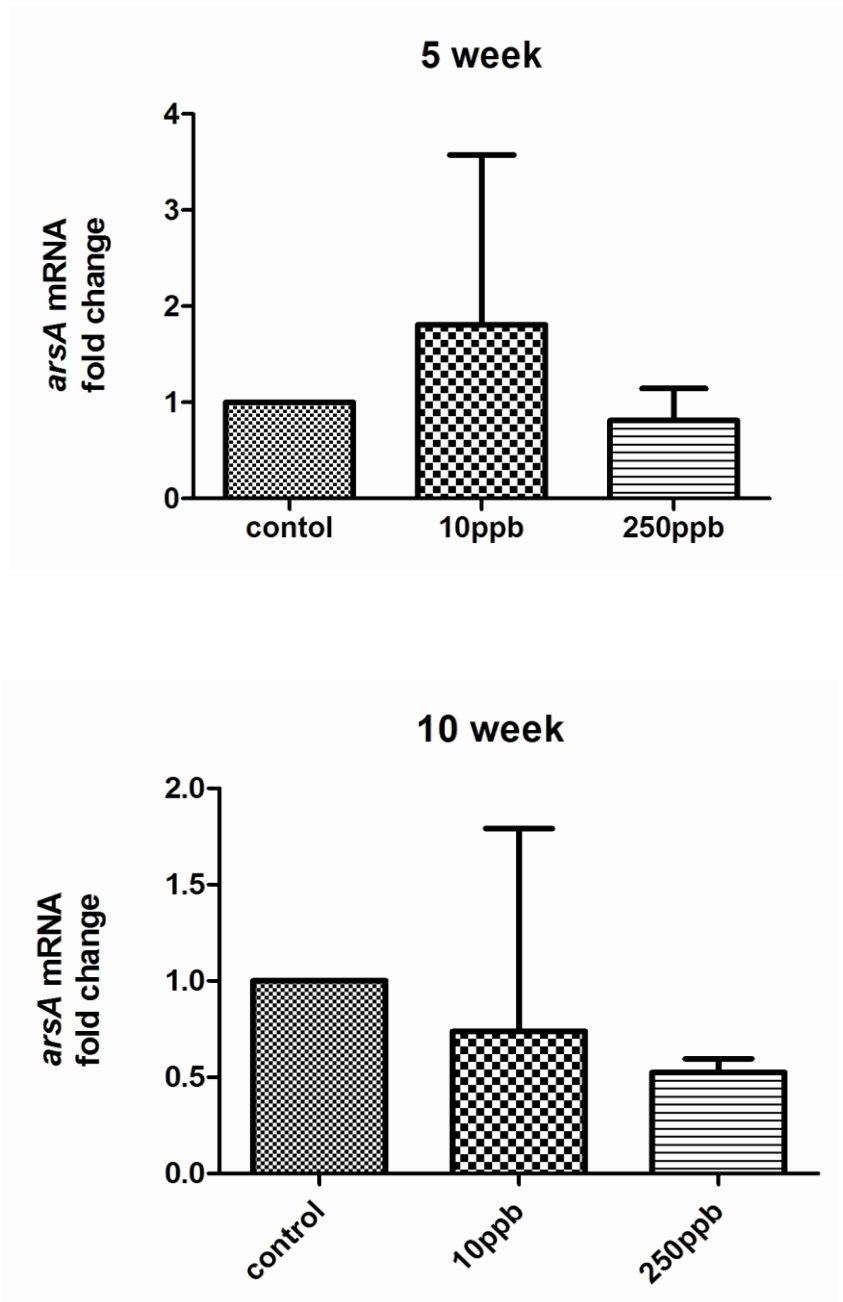 5 week
4
3
2
1
0
arsA mRNA
fold change
contol 10ppb 250ppb
10 week
2.0
1.5
1.0
0.5
0.0
arsA mRNA
fold change
control 10ppb 250ppb